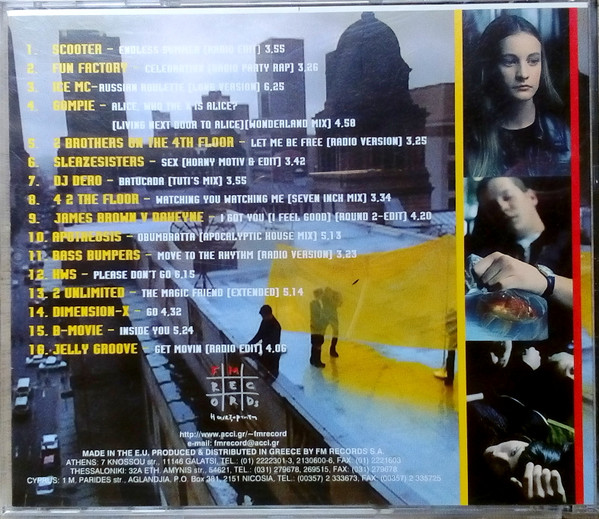 1. SCOOTER - ENDLESS SUMMER (RADIO EDIT) 3,55
2. FUN FACTORY - CELEBRATION (RADIO PARTY RAP) 3,26
3. ICE MC-RUSSIAN ROULETTE (LONG VERSION) 6,25
4. GOMPIE - ALICE, WHO THE X IS ALICE?
(LIVING NEXT DOOR TO ALICE)(WONDERLAND MIX) 4,58
5. 2 BROTHERS ON THE 4TH FLOOR - LET ME BE FREE (RADIO VERSION) 3,25
6. SLEAZESISTERS - SEX (HORNY MOTIV & EDIT) 3,42
7. DJ DERO - BATUCADA (TUTI'S MIX) 3,55
8. 4 2 THE FLOOR - WATCHING YOU WATCHING ME (SEVEN INCH MIX) 3,34
9. JAMES BROWN V DAKEYNE - I GOT YOU (I FEEL GOOD) (ROUND 2-EDIT) 4,20
10. APOTHEOSIS - OBUMBRATTA (APOCALYPTIC HOUSE MIX) 5,13
11. BASS BUMPERS - MOVE TO THE RHYTHM (RADIO VERSION) 3,23
12. KWS - PLEASE DON'T GO 6,15
13. 2 UNLIMITED - THE MAGIC FRIEND (EXTENDED) 5,14
14. DIMENSION-X - GO 4,32
15. B-MOVIE - INSIDE YOU 5,24
16. JELLY GROOVE - GET MOVIN (RADIO EDIT) 4,06
F M
R E C
O R D s
http://www.acci.gr/~fmrecord
e-mail: fmrecord@acci.gr
MADE IN THE E.U. PRODUCED & DISTRIBUTED IN GREECE BY FM RECORDS S.A.
ATHENS: 7 KNOSSOU str., 11146 GALATSI, TEL.: (01) 2222301-3, 2130600-6, FAX: (01) 2221603
THESSALONIKI: 32A ETH. AMYNIS str., 54621, TEL.: (031) 279678, 269515, FAX: (031) 279678
CYPRUS: 1 M. PARIDES str., AGLANDJIA, P.O. Box 381, 2151 NICOSIA, TEL.: (00357) 2 333673, FAX: (00357) 2 338725